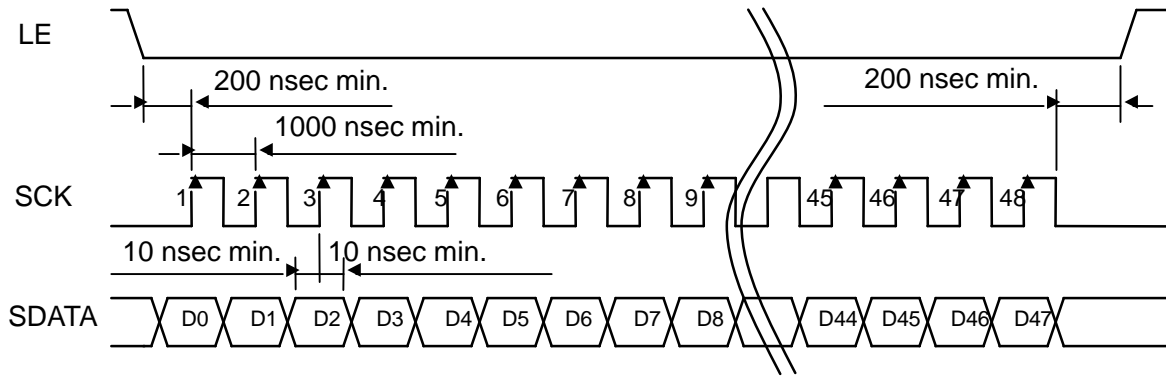 LE
200 nsec min. 200 nsec min.
1000 nsec min.
SCK 1 2 3 4 5 6 7 8 9 45 46 47 48
10 nsec min. 10 nsec min.
SDATA D0 D1 D2 D3 D4 D5 D6 D7 D8 D44 D45 D46 D47